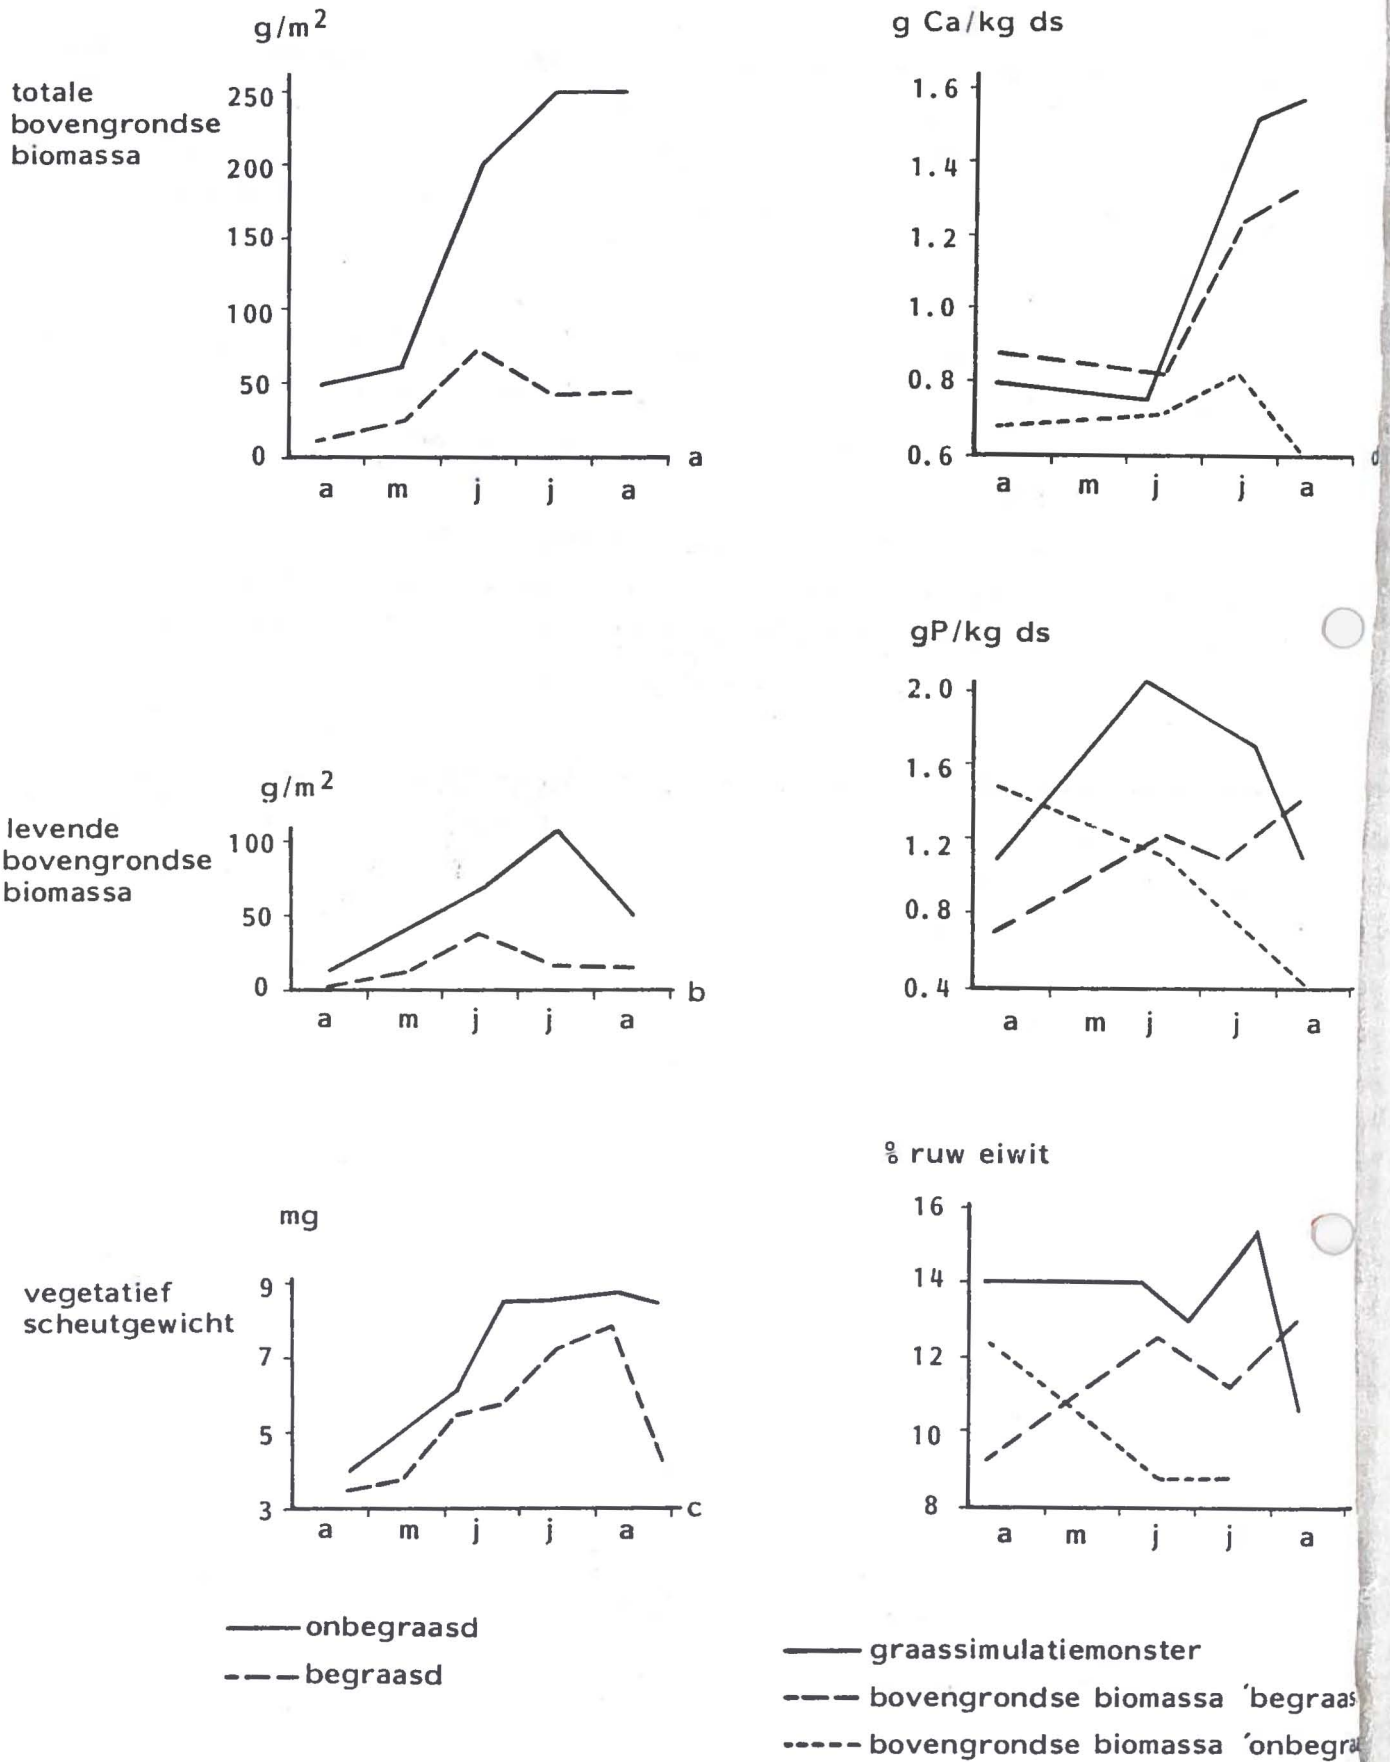 g/m²
totale
bovengrondse
biomassa
250
200
150
100
50
0
a m j j a
a
g Ca/kg ds
1.6
1.4
1.2
1.0
0.8
0.6
a m j j a
gP/kg ds
2.0
1.6
1.2
0.8
0.4
a m j j a
g/m²
levende
bovengrondse
biomassa
100
50
0
a m j j a
b
% ruw eiwit
16
14
12
10
8
a m j j a
mg
vegetatief
scheutgewicht
9
7
5
3
a m j j a
c
onbegraasd
begraasd
graassimulatiemonster
bovengrondse biomassa ´begraas
bovengrondse biomassa ´onbegra